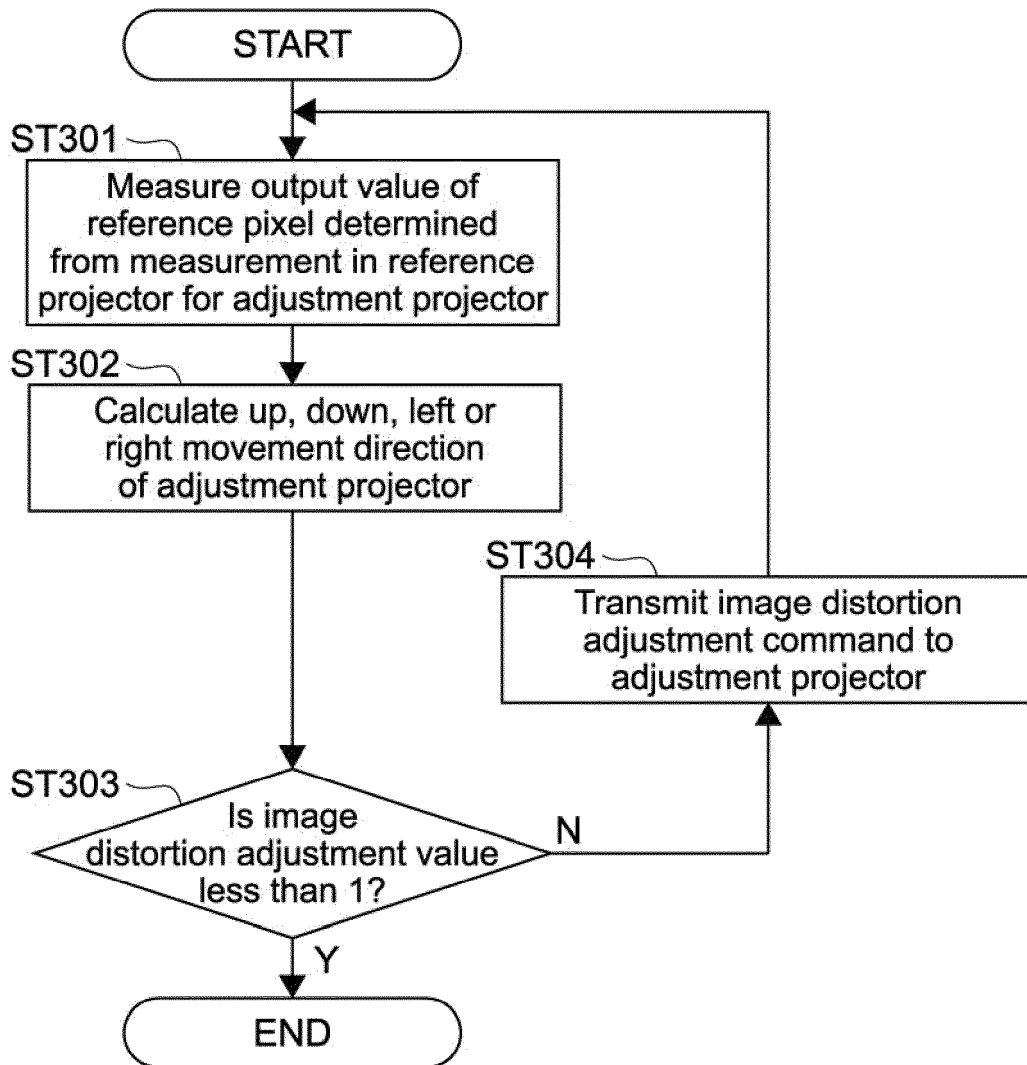 START
ST301
Measure output value of
reference pixel determined
from measurement in reference
projector for adjustment projector
ST302
Calculate up, down, left or
right movement direction
of adjustment projector
ST304
Transmit image distortion
adjustment command to
adjustment projector
ST303
Is image
distortion adjustment value
less than 1?
N
Y
END